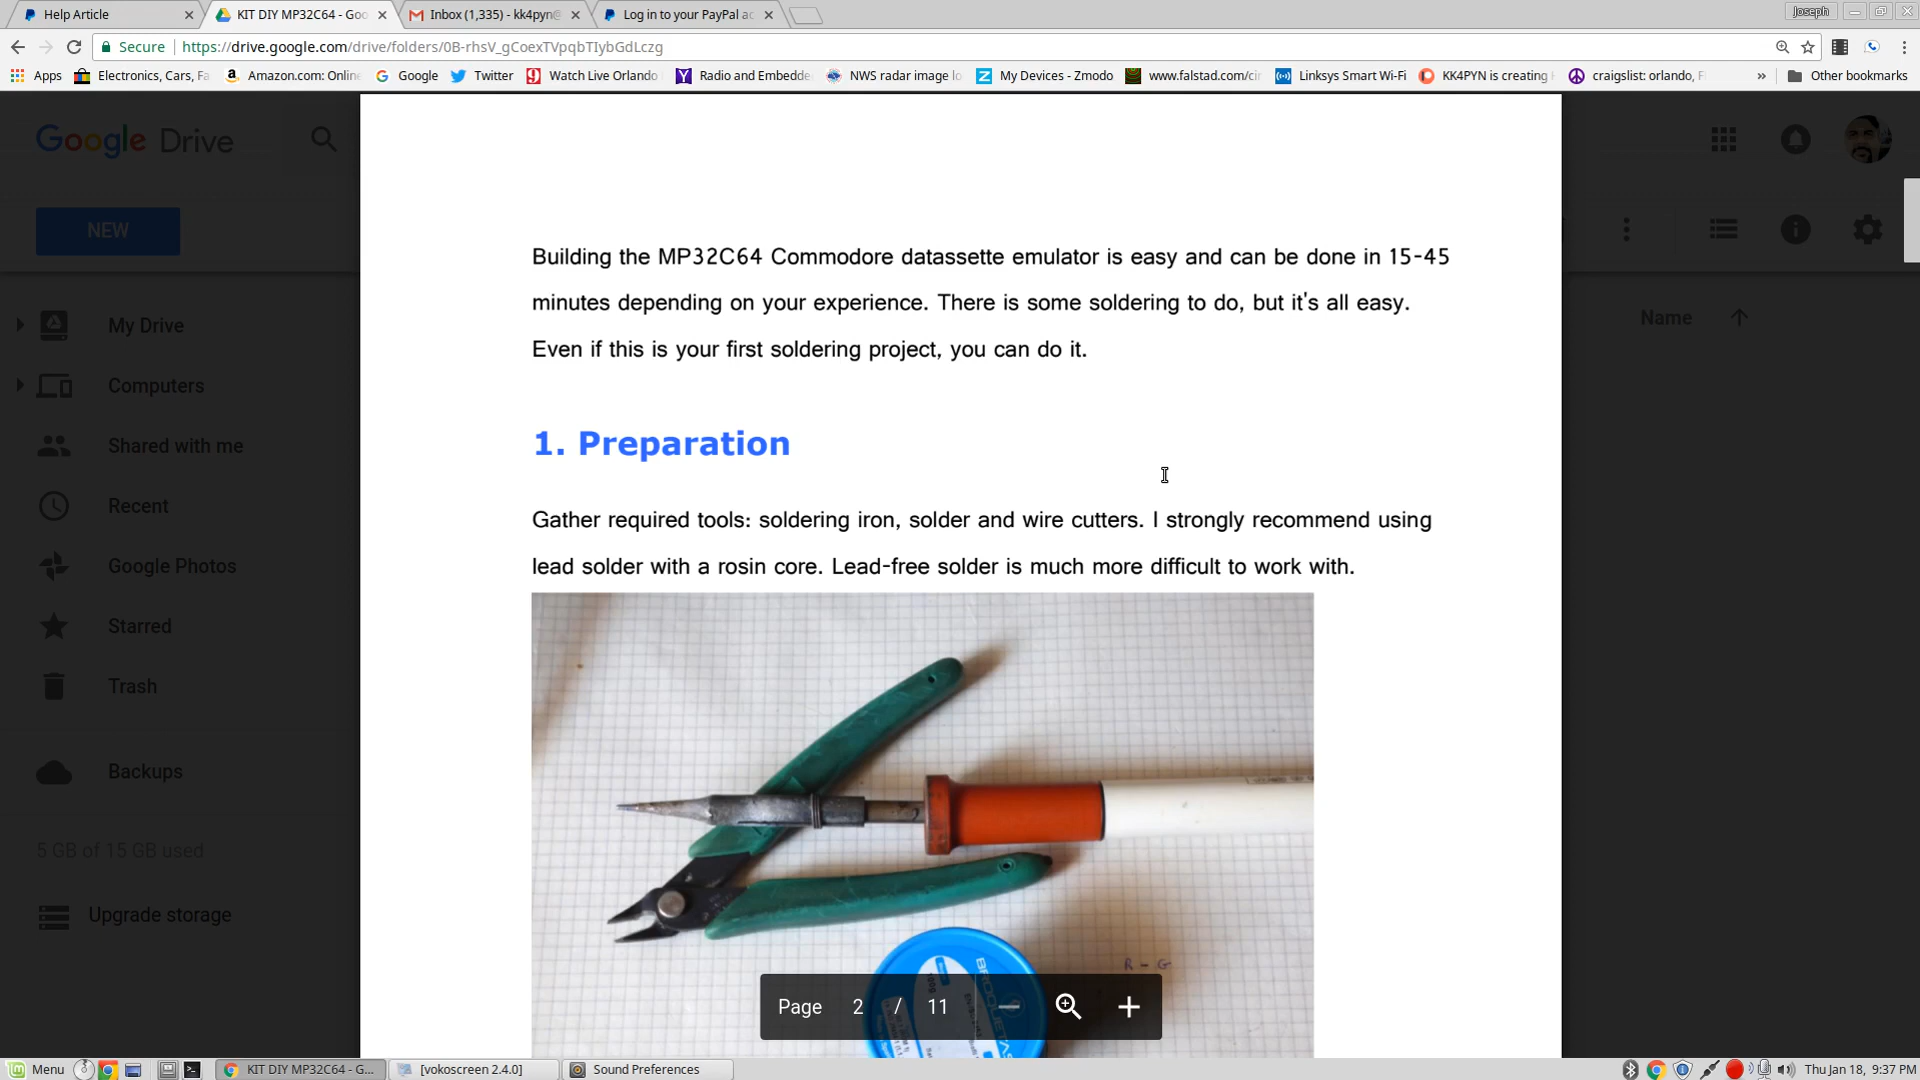 Joseph
Help Article
KIT DIY MP32C64 - Goo
Inbox (1,335) - kk4pyn@
Log in to your PayPal ac
Secure
https://drive.google.com/drive/folders/0B-rhsV_gCoexTVpqbTIybGdLczg
Apps
Electronics, Cars, Fa
Amazon.com: Online
Google
Twitter
Watch Live Orlando
Radio and Embedde
NWS radar image lo
My Devices - Zmodo
www.falstad.com/cir
Linksys Smart Wi-Fi
KK4PYN is creating
craigslist: orlando, F
»
Other bookmarks
Google Drive
NEW
My Drive
Computers
Shared with me
Recent
Google Photos
Starred
Trash
Backups
5 GB of 15 GB used
Upgrade storage
Name
Building the MP32C64 Commodore datassette emulator is easy and can be done in 15-45
minutes depending on your experience. There is some soldering to do, but it's all easy.
Even if this is your first soldering project, you can do it.
1. Preparation
Gather required tools: soldering iron, solder and wire cutters. I strongly recommend using
lead solder with a rosin core. Lead-free solder is much more difficult to work with.
R - G
BROQUETAS
Page 2 / 11
Menu
KIT DIY MP32C64 - G...
[vokoscreen 2.4.0]
Sound Preferences
Thu Jan 18, 9:37 PM